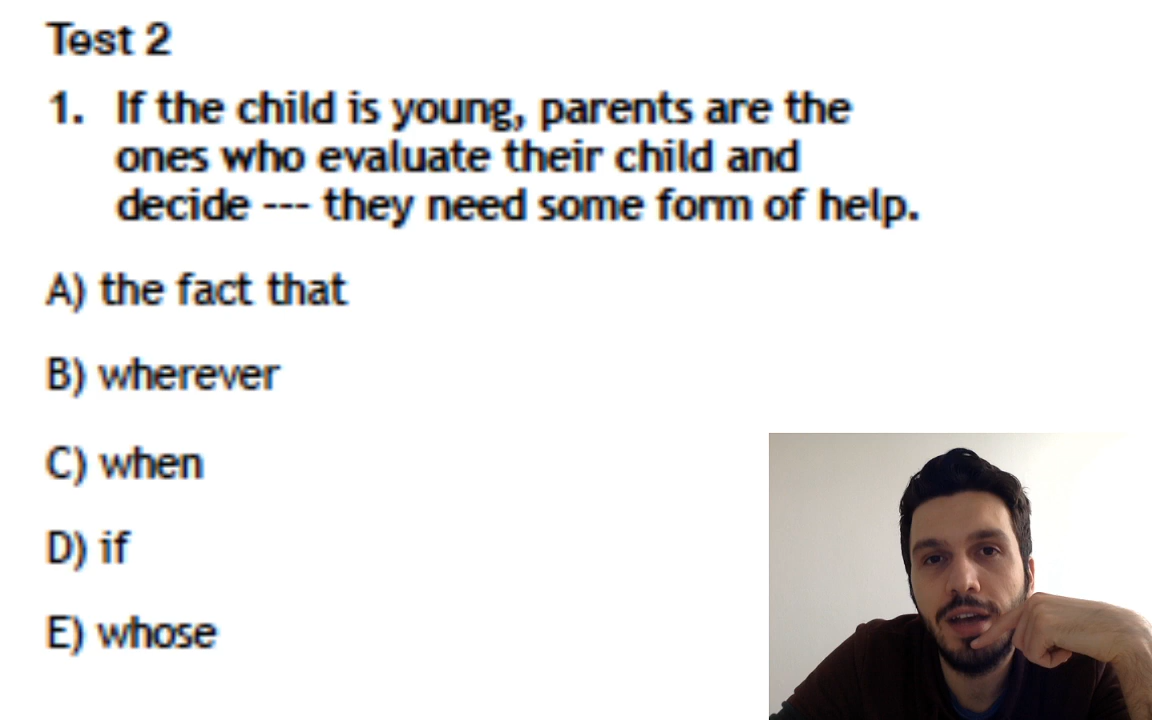 Test 2
1. If the child is young, parents are the
ones who evaluate their child and
decide --- they need some form of help.
A) the fact that
B) wherever
C) when
D) if
E) whose